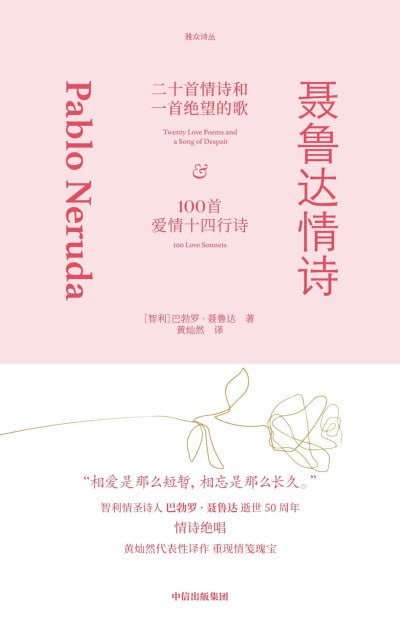 雅众诗丛
Pablo Neruda
二十首情诗和
一首绝望的歌
Twenty Love Poems and
a Song of Despair
&
100首
爱情十四行诗
100 Love Sonnets
聂鲁达情诗
[智利]巴勃罗·聂鲁达 著
黄灿然 译
“相爱是那么短暂，相忘是那么长久。”
智利情圣诗人 巴勃罗·聂鲁达 逝世 50 周年
情诗绝唱
黄灿然代表性译作 重现情笺瑰宝
中信出版集团